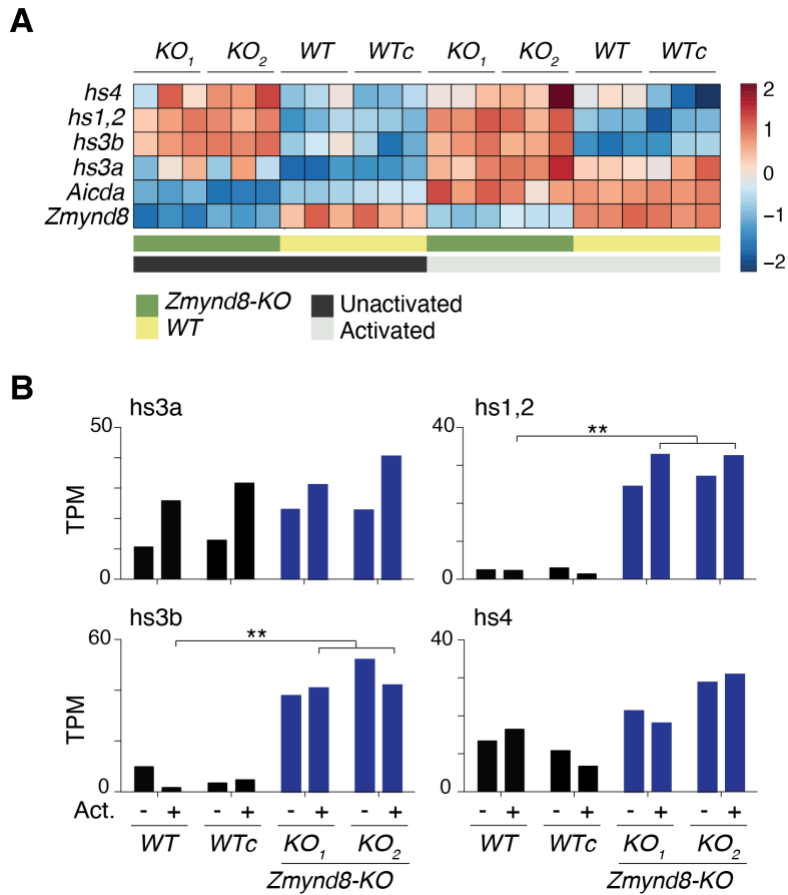 A
KO1 KO2 WT WTc KO1 KO2 WT WTc
hs4
hs1,2
hs3b
hs3a
Aicda
Zmynd8
2
1
0
−1
−2
Zmynd8-KO
WT
Unactivated
Activated
B
hs3a
50
TPM
0
hs1,2
40
**
0
hs3b
60
**
TPM
0
hs4
40
0
Act. - + - + - + - +
WT WTc KO1 KO2
Zmynd8-KO
- + - + - + - +
WT WTc KO1 KO2
Zmynd8-KO